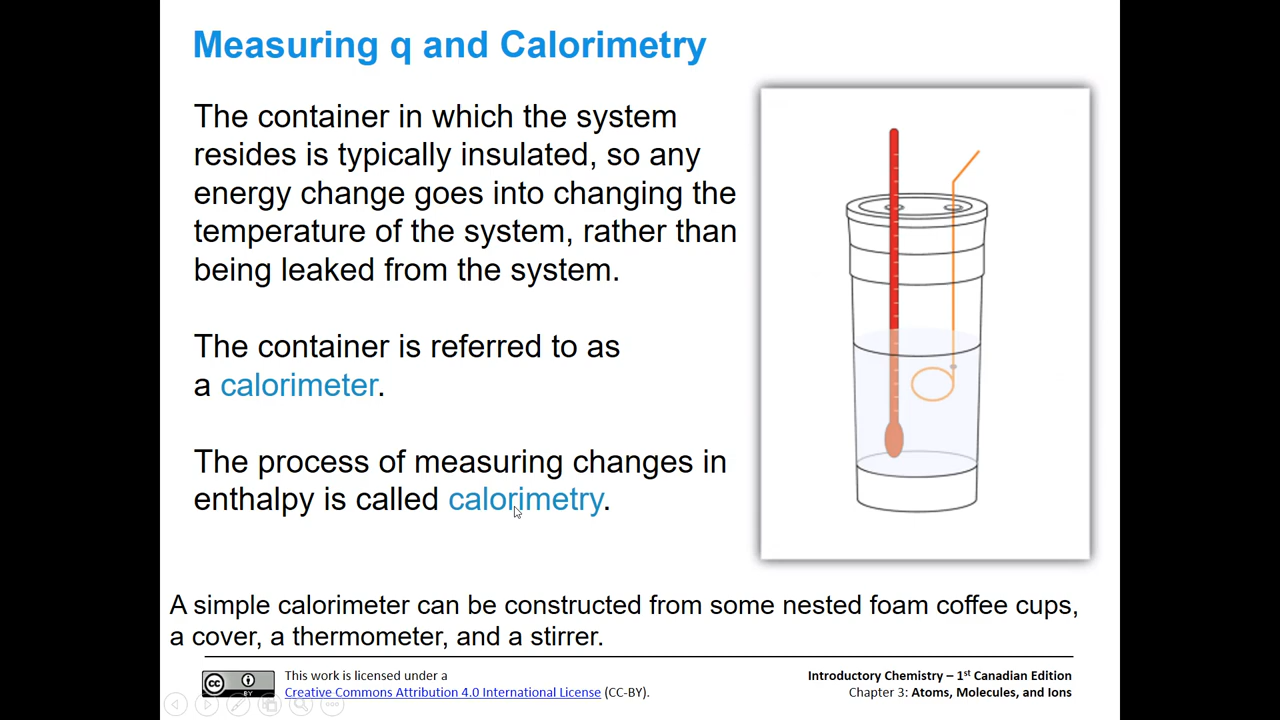 Measuring q and Calorimetry
The container in which the system
resides is typically insulated, so any
energy change goes into changing the
temperature of the system, rather than
being leaked from the system.
The container is referred to as
a calorimeter.
The process of measuring changes in
enthalpy is called calorimetry.
A simple calorimeter can be constructed from some nested foam coffee cups,
a cover, a thermometer, and a stirrer.
CC BY
This work is licensed under a
Creative Commons Attribution 4.0 International License (CC-BY).
Introductory Chemistry – 1st Canadian Edition
Chapter 3: Atoms, Molecules, and Ions